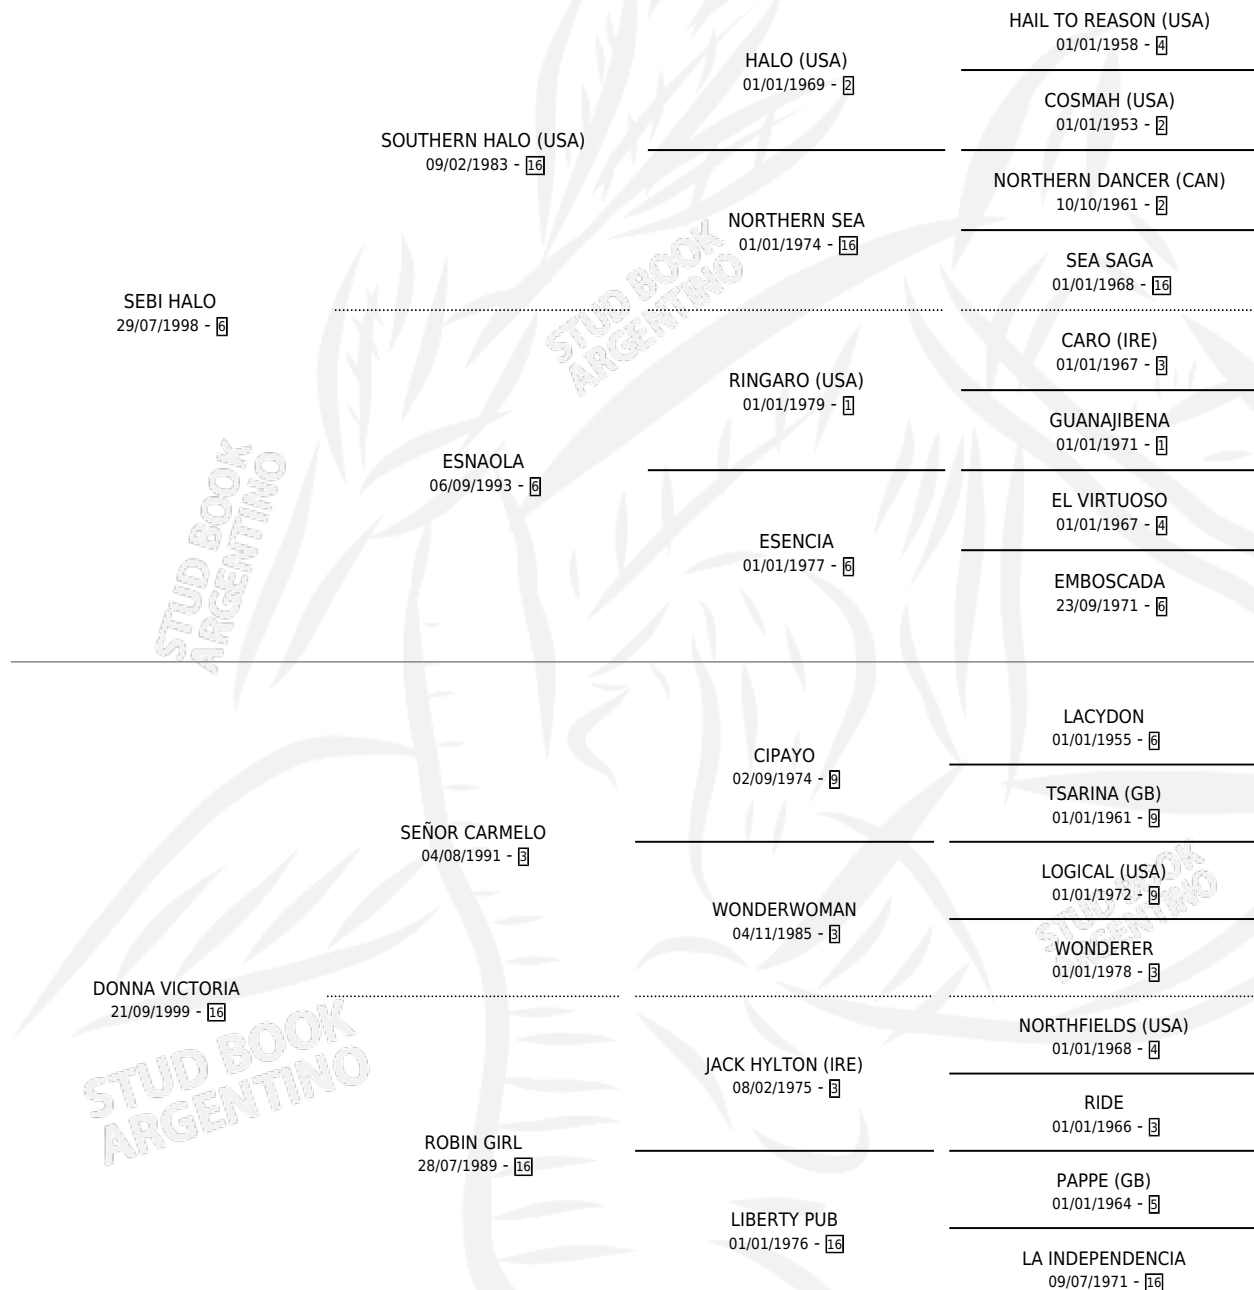 HAIL TO REASON (USA)
01/01/1958 - 4
HALO (USA)
01/01/1969 - 2
COSMAH (USA)
01/01/1953 - 2
SOUTHERN HALO (USA)
09/02/1983 - 16
NORTHERN DANCER (CAN)
10/10/1961 - 2
NORTHERN SEA
01/01/1974 - 16
SEA SAGA
01/01/1968 - 16
SEBI HALO
29/07/1998 - 6
CARO (IRE)
01/01/1967 - 3
RINGARO (USA)
01/01/1979 - 1
GUANAJIBENA
01/01/1971 - 1
ESNAOLA
06/09/1993 - 6
EL VIRTUOSO
01/01/1967 - 4
ESENCIA
01/01/1977 - 6
EMBOSCADA
23/09/1971 - 6
LACYDON
01/01/1955 - 6
CIPAYO
02/09/1974 - 9
TSARINA (GB)
01/01/1961 - 9
SEÑOR CARMELO
04/08/1991 - 3
LOGICAL (USA)
01/01/1972 - 9
WONDERWOMAN
04/11/1985 - 3
WONDERER
01/01/1978 - 3
DONNA VICTORIA
21/09/1999 - 16
NORTHFIELDS (USA)
01/01/1968 - 4
JACK HYLTON (IRE)
08/02/1975 - 3
RIDE
01/01/1966 - 3
ROBIN GIRL
28/07/1989 - 16
PAPPE (GB)
01/01/1964 - 5
LIBERTY PUB
01/01/1976 - 16
LA INDEPENDENCIA
09/07/1971 - 16
STUD BOOK
ARGENTINO
STUD BOOK
ARGENTINO
STUD BOOK
ARGENTINO
STUD BOOK
ARGENTINO